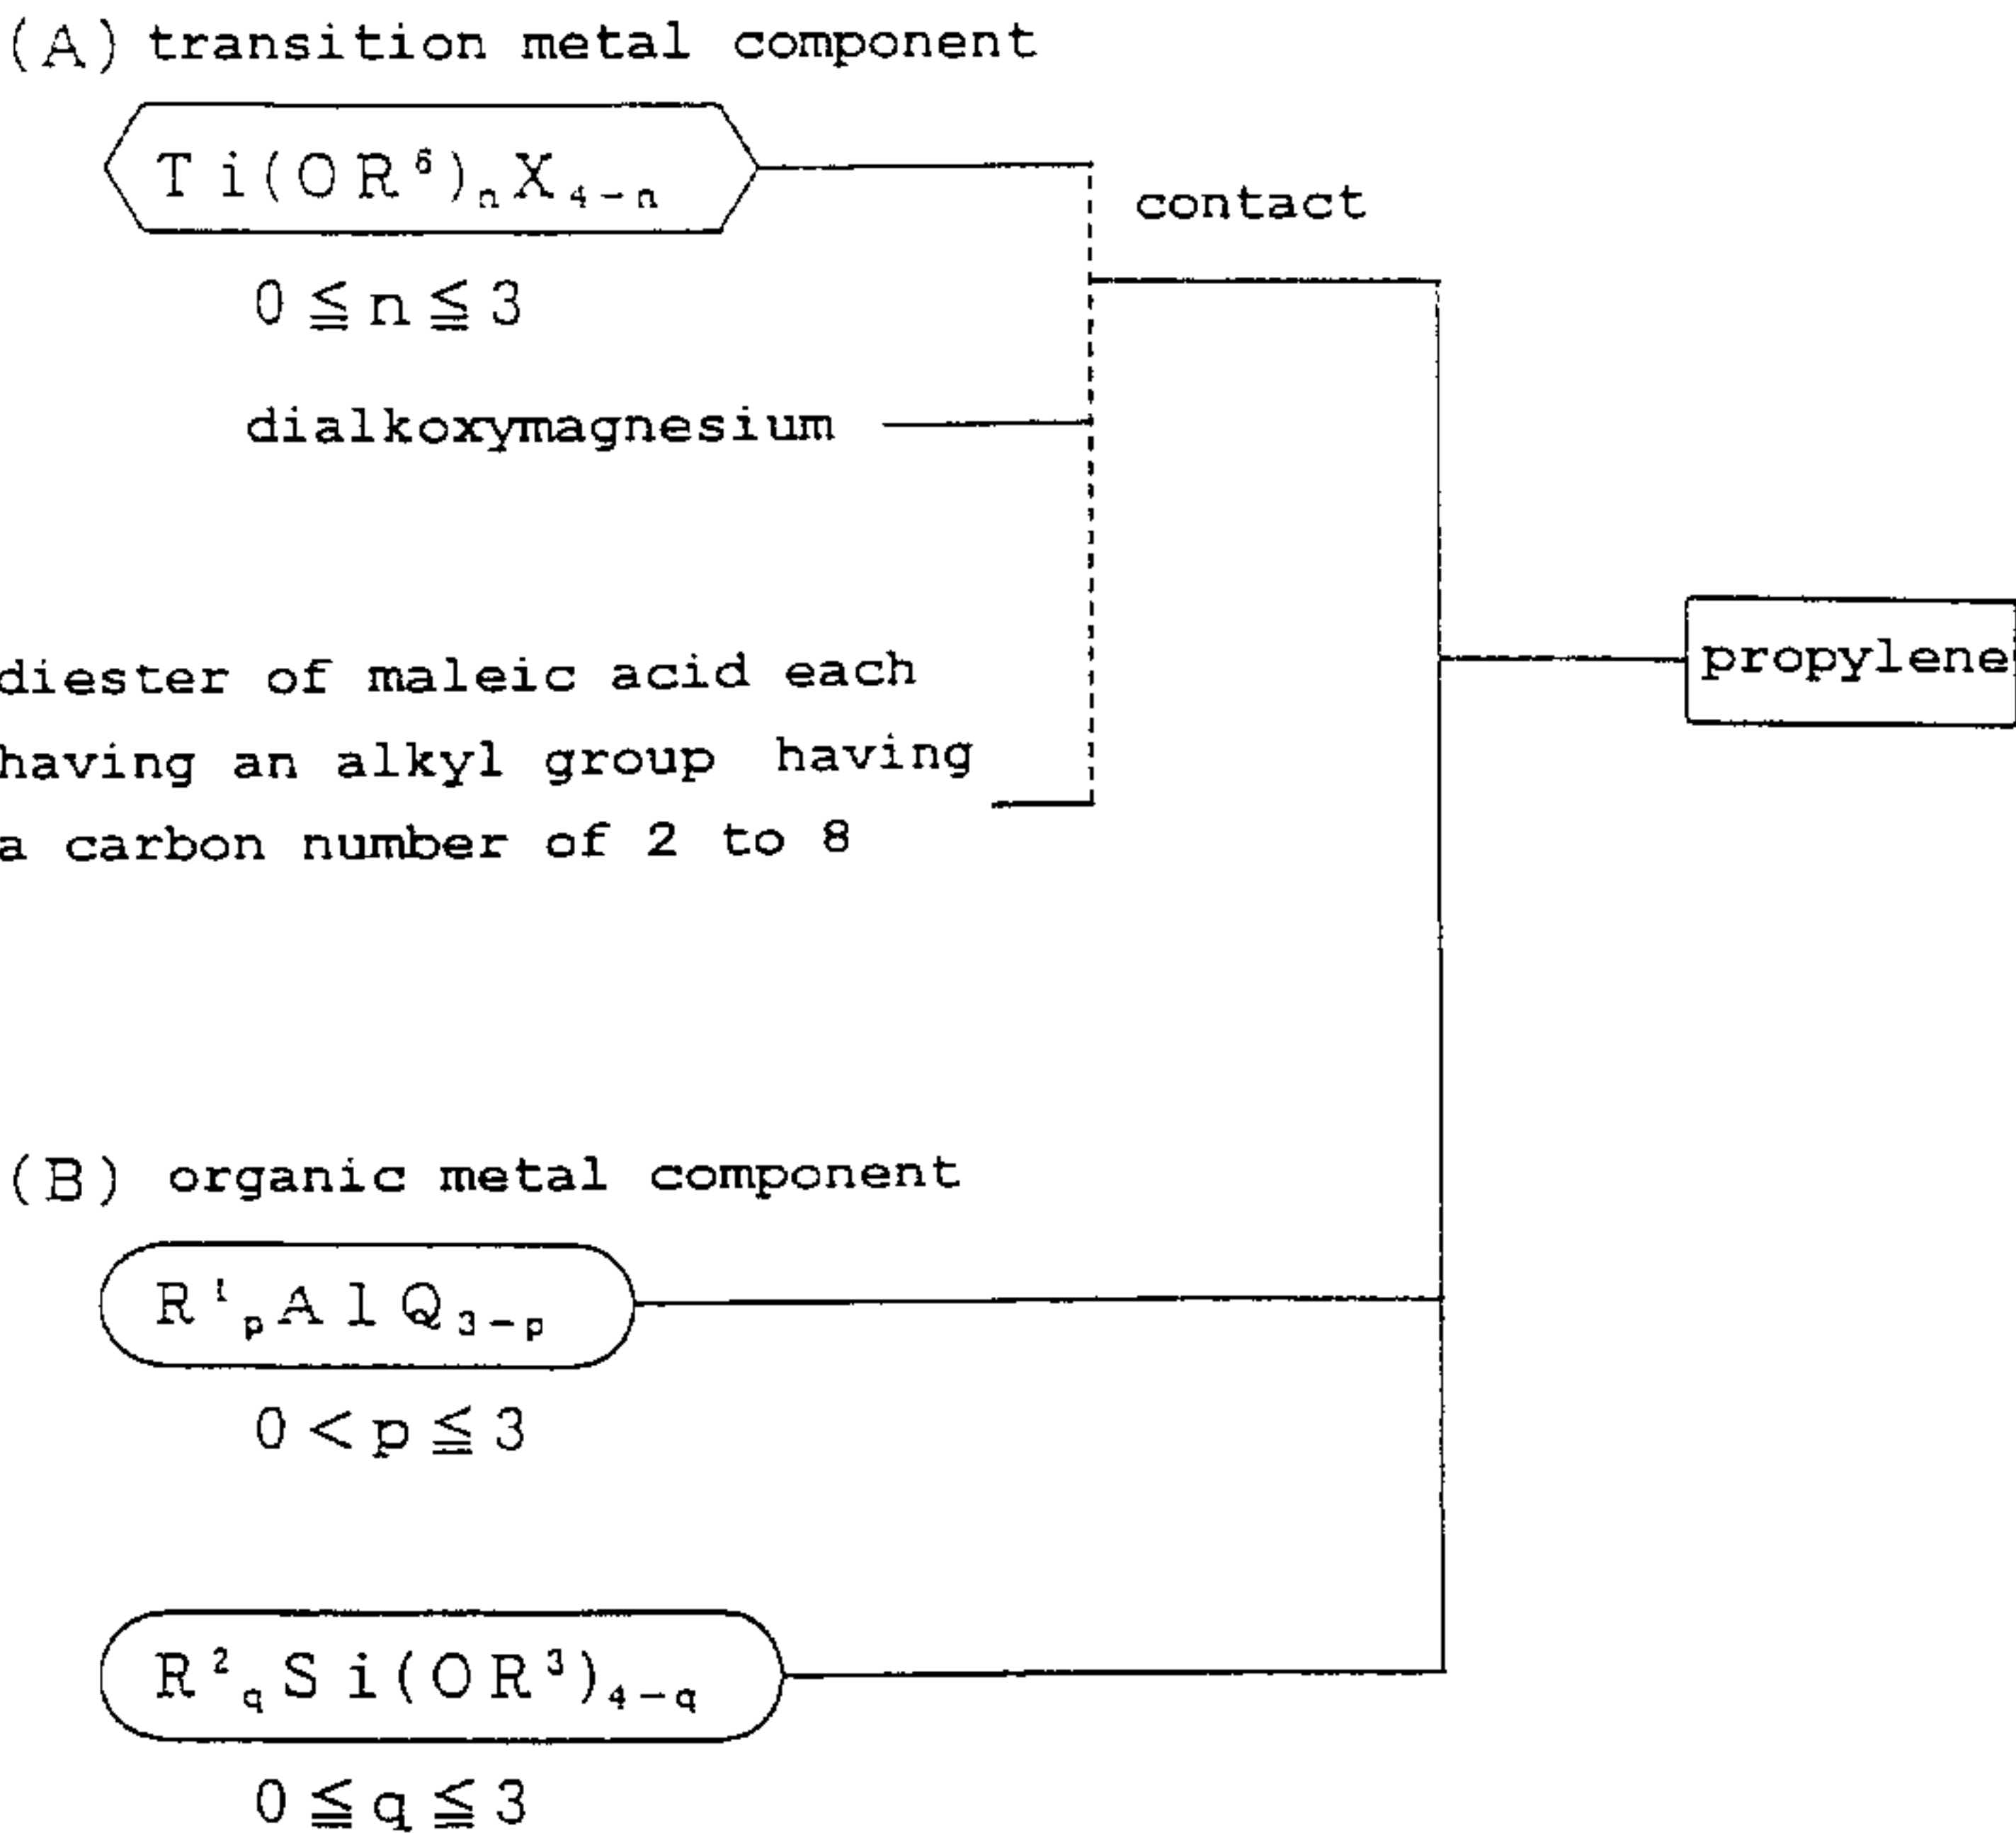 (A) transition metal component
Ti(OR⁶)ₙX₄₋ₙ
contact
0 ≦ n ≦ 3
dialkoxymagnesium
propylene
diester of maleic acid each
having an alkyl group having
a carbon number of 2 to 8
(B) organic metal component
R¹ₚAlQ₃₋ₚ
0 < p ≦ 3
R²qSi(OR³)₄₋q
0 ≦ q ≦ 3